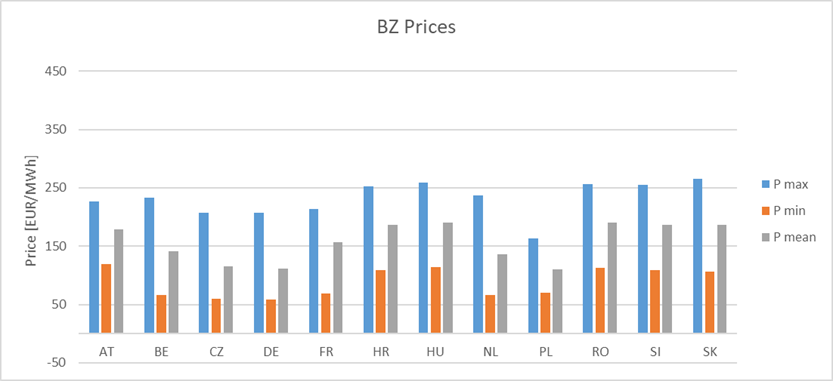 BZ Prices
Price [EUR/MWh]
450
350
250
150
50
-50
AT BE CZ DE FR HR HU NL PL RO SI SK
P max
P min
P mean